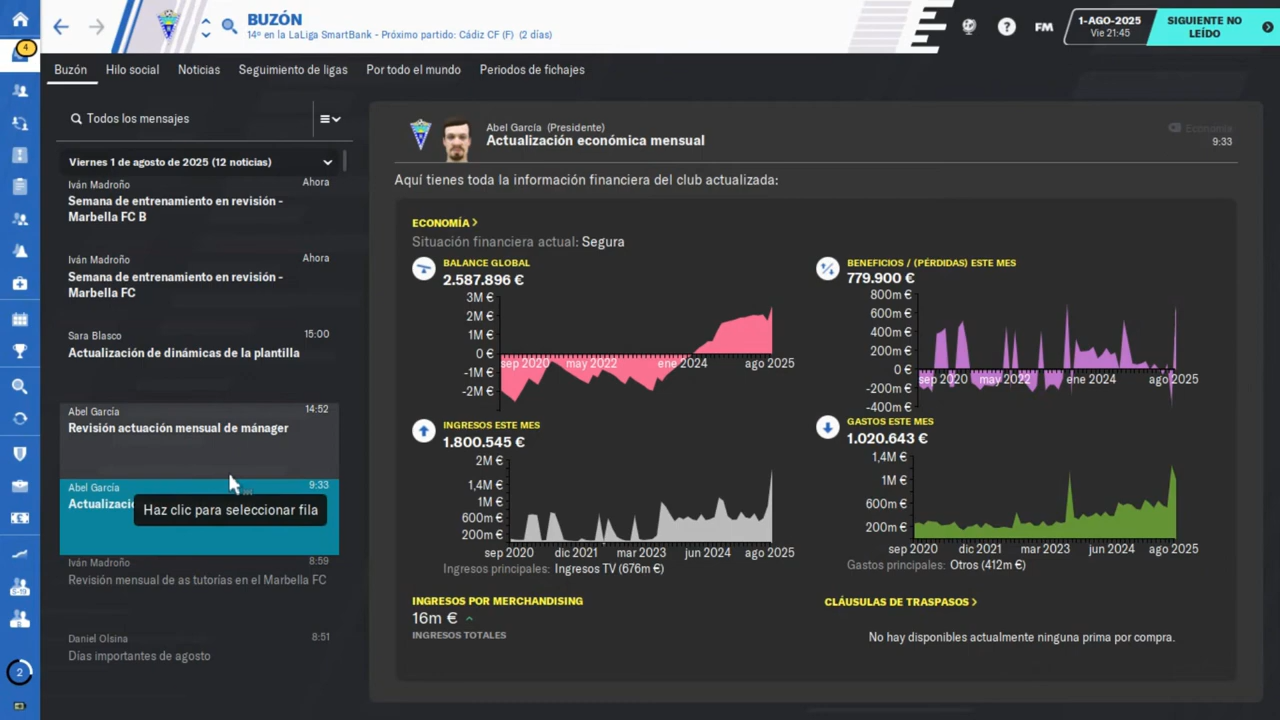 BUZÓN
14º en la LaLiga SmartBank - Próximo partido: Cádiz CF (F) (2 días)
FM
1-AGO-2025
Vie 21:45
SIGUIENTE NO
LEÍDO
4
Buzón
Hilo social
Noticias
Seguimiento de ligas
Por todo el mundo
Periodos de fichajes
Todos los mensajes
Viernes 1 de agosto de 2025 (12 noticias)
Iván Madroño
Ahora
Semana de entrenamiento en revisión -
Marbella FC B
Iván Madroño
Ahora
Semana de entrenamiento en revisión -
Marbella FC
Sara Blasco
15:00
Actualización de dinámicas de la plantilla
Abel García
14:52
Revisión actuación mensual de mánager
Abel García
9:33
Actualizació
Haz clic para seleccionar fila
Iván Madroño
8:59
Revisión mensual de as tutorías en el Marbella FC
Daniel Olsina
8:51
Días importantes de agosto
2
Abel García (Presidente)
Actualización económica mensual
Economía
9:33
Aquí tienes toda la información financiera del club actualizada:
ECONOMÍA
Situación financiera actual: Segura
BALANCE GLOBAL
2.587.896 €
3M €
2M €
1M €
0 €
-1M €
-2M €
sep 2020
may 2022
ene 2024
ago 2025
BENEFICIOS / (PÉRDIDAS) ESTE MES
779.900 €
800m €
600m €
400m €
200m €
0 €
-200m €
-400m €
sep 2020
may 2022
ene 2024
ago 2025
INGRESOS ESTE MES
1.800.545 €
2M €
1,4M €
1M €
600m €
200m €
sep 2020
dic 2021
mar 2023
jun 2024
ago 2025
Ingresos principales: Ingresos TV (676m €)
GASTOS ESTE MES
1.020.643 €
1,4M €
1M €
600m €
200m €
sep 2020
dic 2021
mar 2023
jun 2024
ago 2025
Gastos principales: Otros (412m €)
INGRESOS POR MERCHANDISING
16m €
INGRESOS TOTALES
CLÁUSULAS DE TRASPASOS
No hay disponibles actualmente ninguna prima por compra.